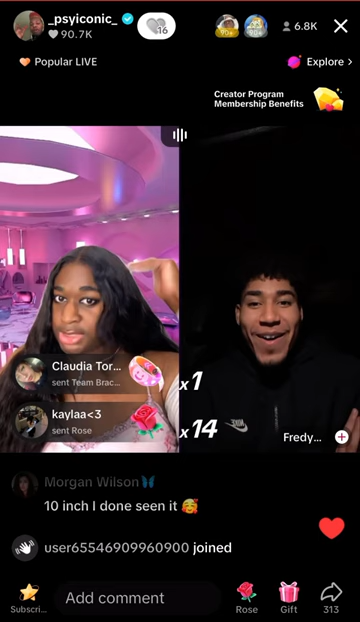 _psyiconic_
90.7K
16
90+
90+
6.8K
Popular LIVE
Explore >
Creator Program
Membership Benefits
Claudia Tor...
sent Team Brac...
x1
kaylaa<3
sent Rose
x14
Fredy...
Morgan Wilson🦋
10 inch I done seen it 🥰
user65546909960900 joined
Subscri...
Add comment
Rose
Gift
313